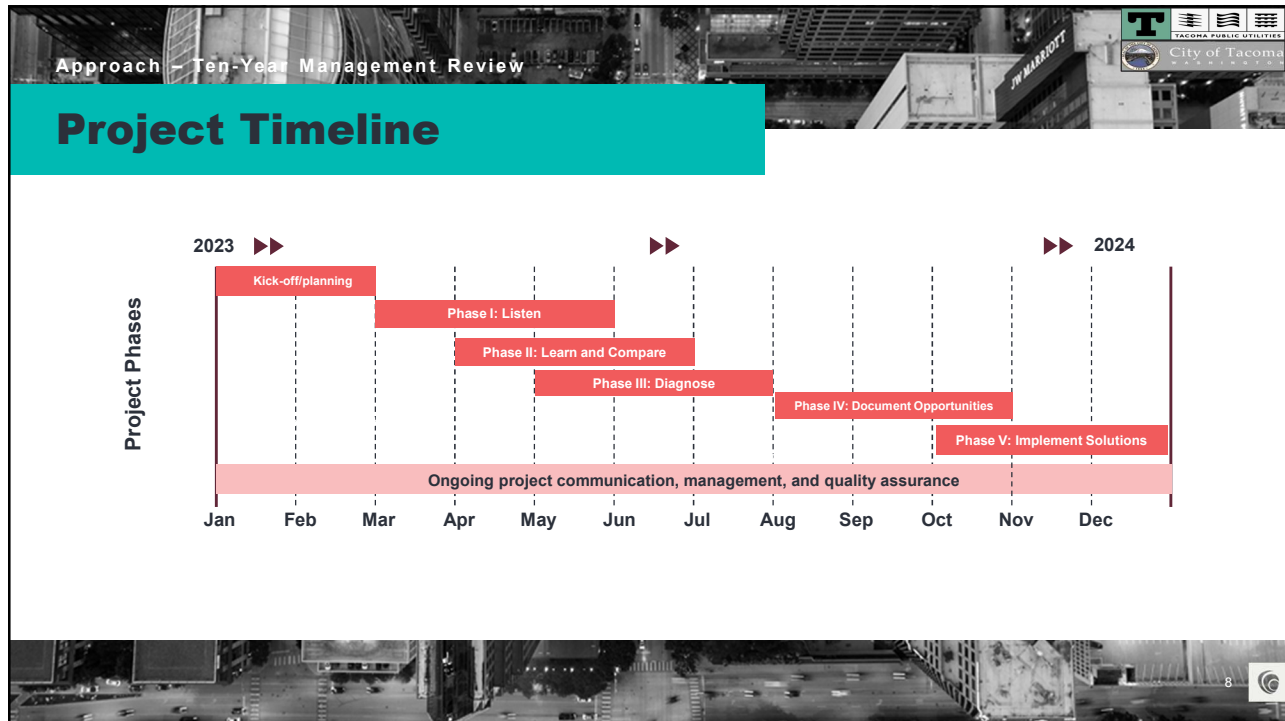 Approach – Ten-Year Management Review
T
TACOMA PUBLIC UTILITIES
City of Tacoma
WASHINGTON
JW MARRIOTT
Project Timeline
2023
2024
Project Phases
Kick-off/planning
Phase I: Listen
Phase II: Learn and Compare
Phase III: Diagnose
Phase IV: Document Opportunities
Phase V: Implement Solutions
Ongoing project communication, management, and quality assurance
Jan Feb Mar Apr May Jun Jul Aug Sep Oct Nov Dec
8